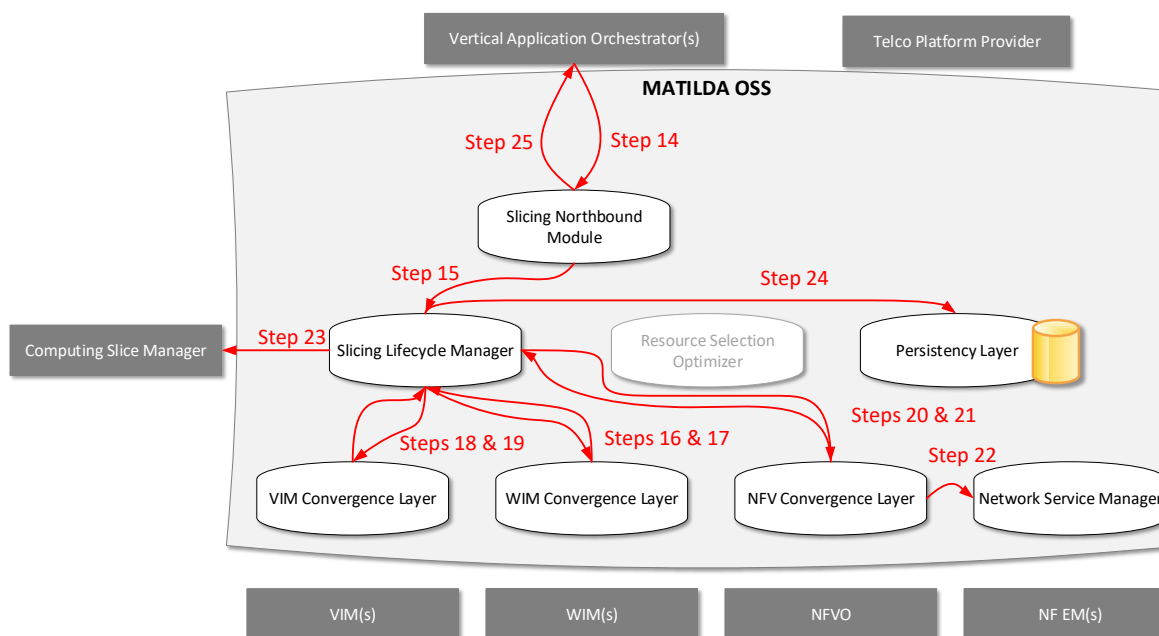 Vertical Application Orchestrator(s)
Telco Platform Provider
MATILDA OSS
Step 25
Step 14
Slicing Northbound
Module
Step 15
Step 24
Step 23
Computing Slice Manager
Slicing Lifecycle Manager
Resource Selection
Optimizer
Persistency Layer
Steps 20 & 21
Steps 18 & 19
Steps 16 & 17
Step 22
VIM Convergence Layer
WIM Convergence Layer
NFV Convergence Layer
Network Service Manager
VIM(s)
WIM(s)
NFVO
NF EM(s)